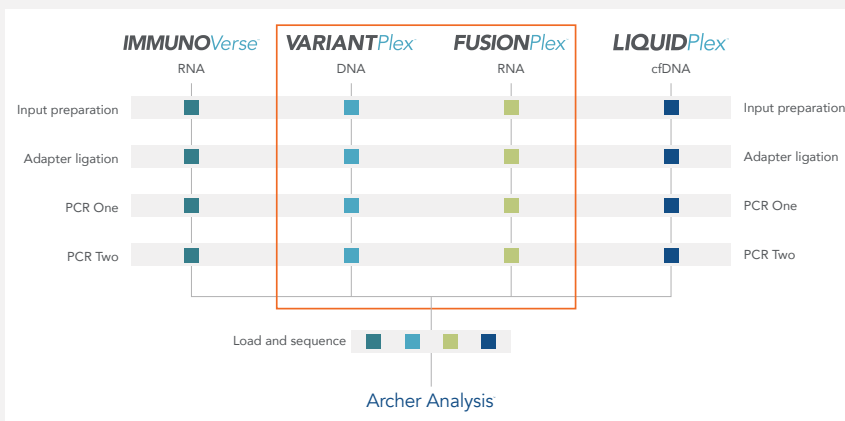 IMMUNOVerse VARIANTPlex FUSIONPlex LIQUIDPlex
RNA DNA RNA cfDNA
Input preparation Input preparation
Adapter ligation Adapter ligation
PCR One PCR One
PCR Two PCR Two
Load and sequence
Archer Analysis